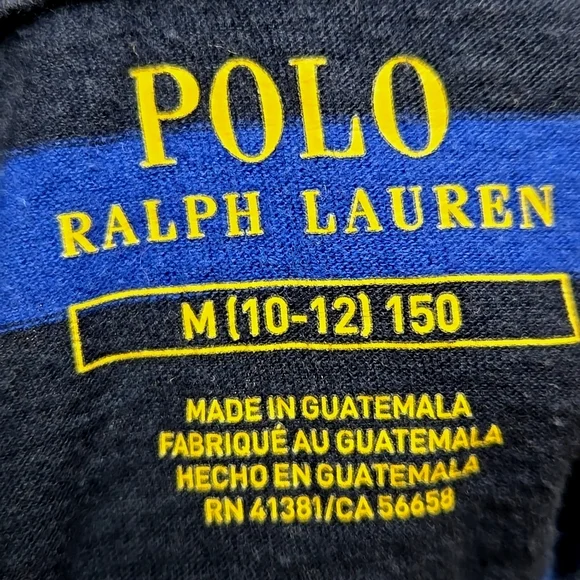 POLO
RALPH LAUREN
M (10-12) 150
MADE IN GUATEMALA
FABRIQUÉ AU GUATEMALA
HECHO EN GUATEMALA
RN 41381/CA 56658